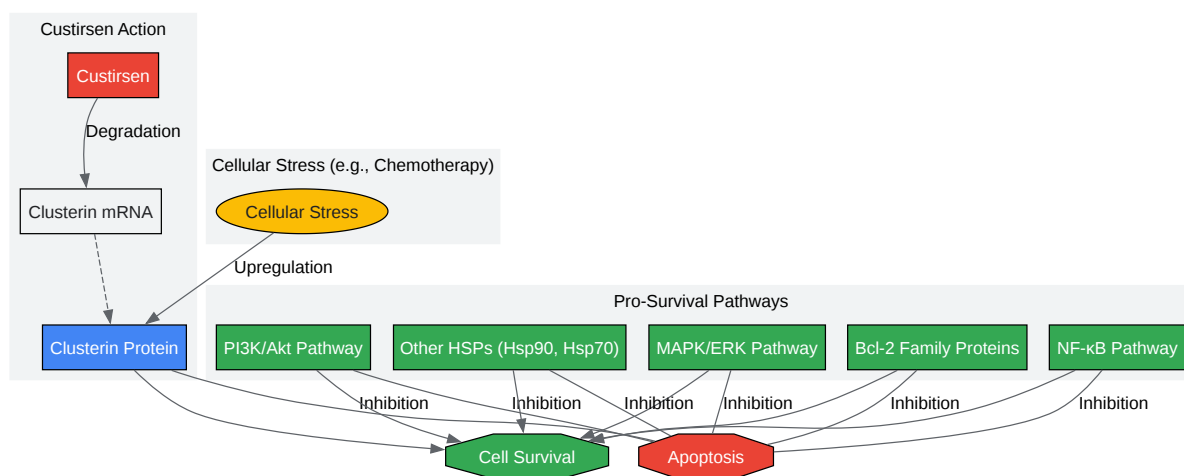 Custirsen Action
Custirsen
Degradation
Cellular Stress (e.g., Chemotherapy)
Clusterin mRNA
Cellular Stress
Upregulation
Pro-Survival Pathways
Clusterin Protein
PI3K/Akt Pathway
Other HSPs (Hsp90, Hsp70)
MAPK/ERK Pathway
Bcl-2 Family Proteins
NF-κB Pathway
Inhibition
Inhibition
Inhibition
Inhibition
Inhibition
Inhibition
Cell Survival
Apoptosis